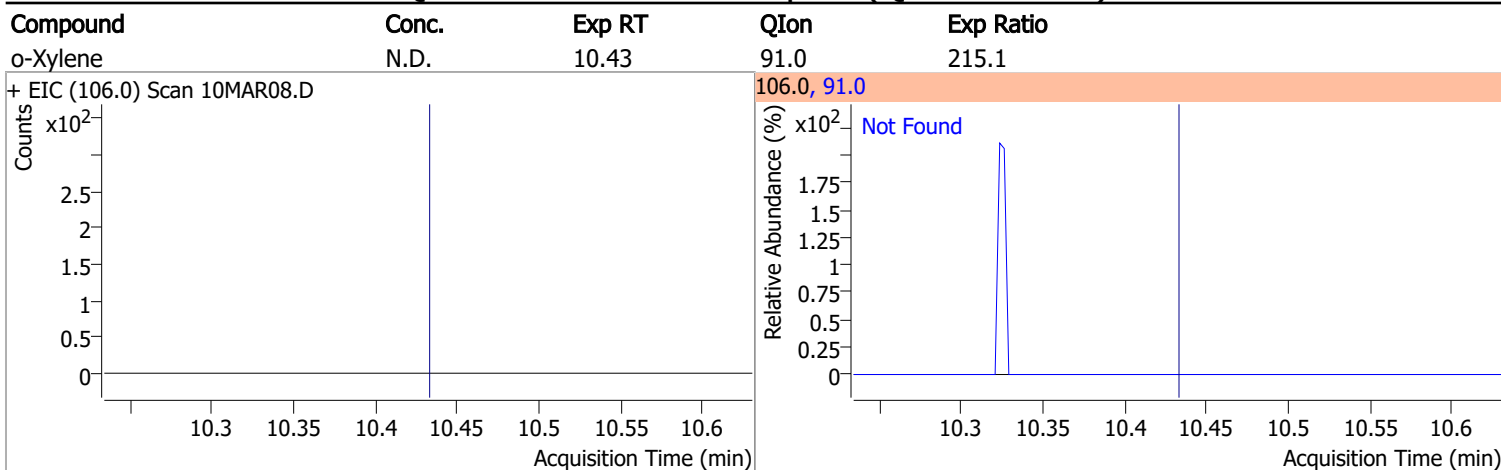 Compound Conc. Exp RT QIon Exp Ratio
o-Xylene N.D. 10.43 91.0 215.1
+ EIC (106.0) Scan 10MAR08.D
Counts
x10²
2.5
2
1.5
1
0.5
0
10.3 10.35 10.4 10.45 10.5 10.55 10.6
Acquisition Time (min)
106.0, 91.0
Relative Abundance (%)
x10²
Not Found
1.75
1.5
1.25
1
0.75
0.5
0.25
0
10.3 10.35 10.4 10.45 10.5 10.55 10.6
Acquisition Time (min)